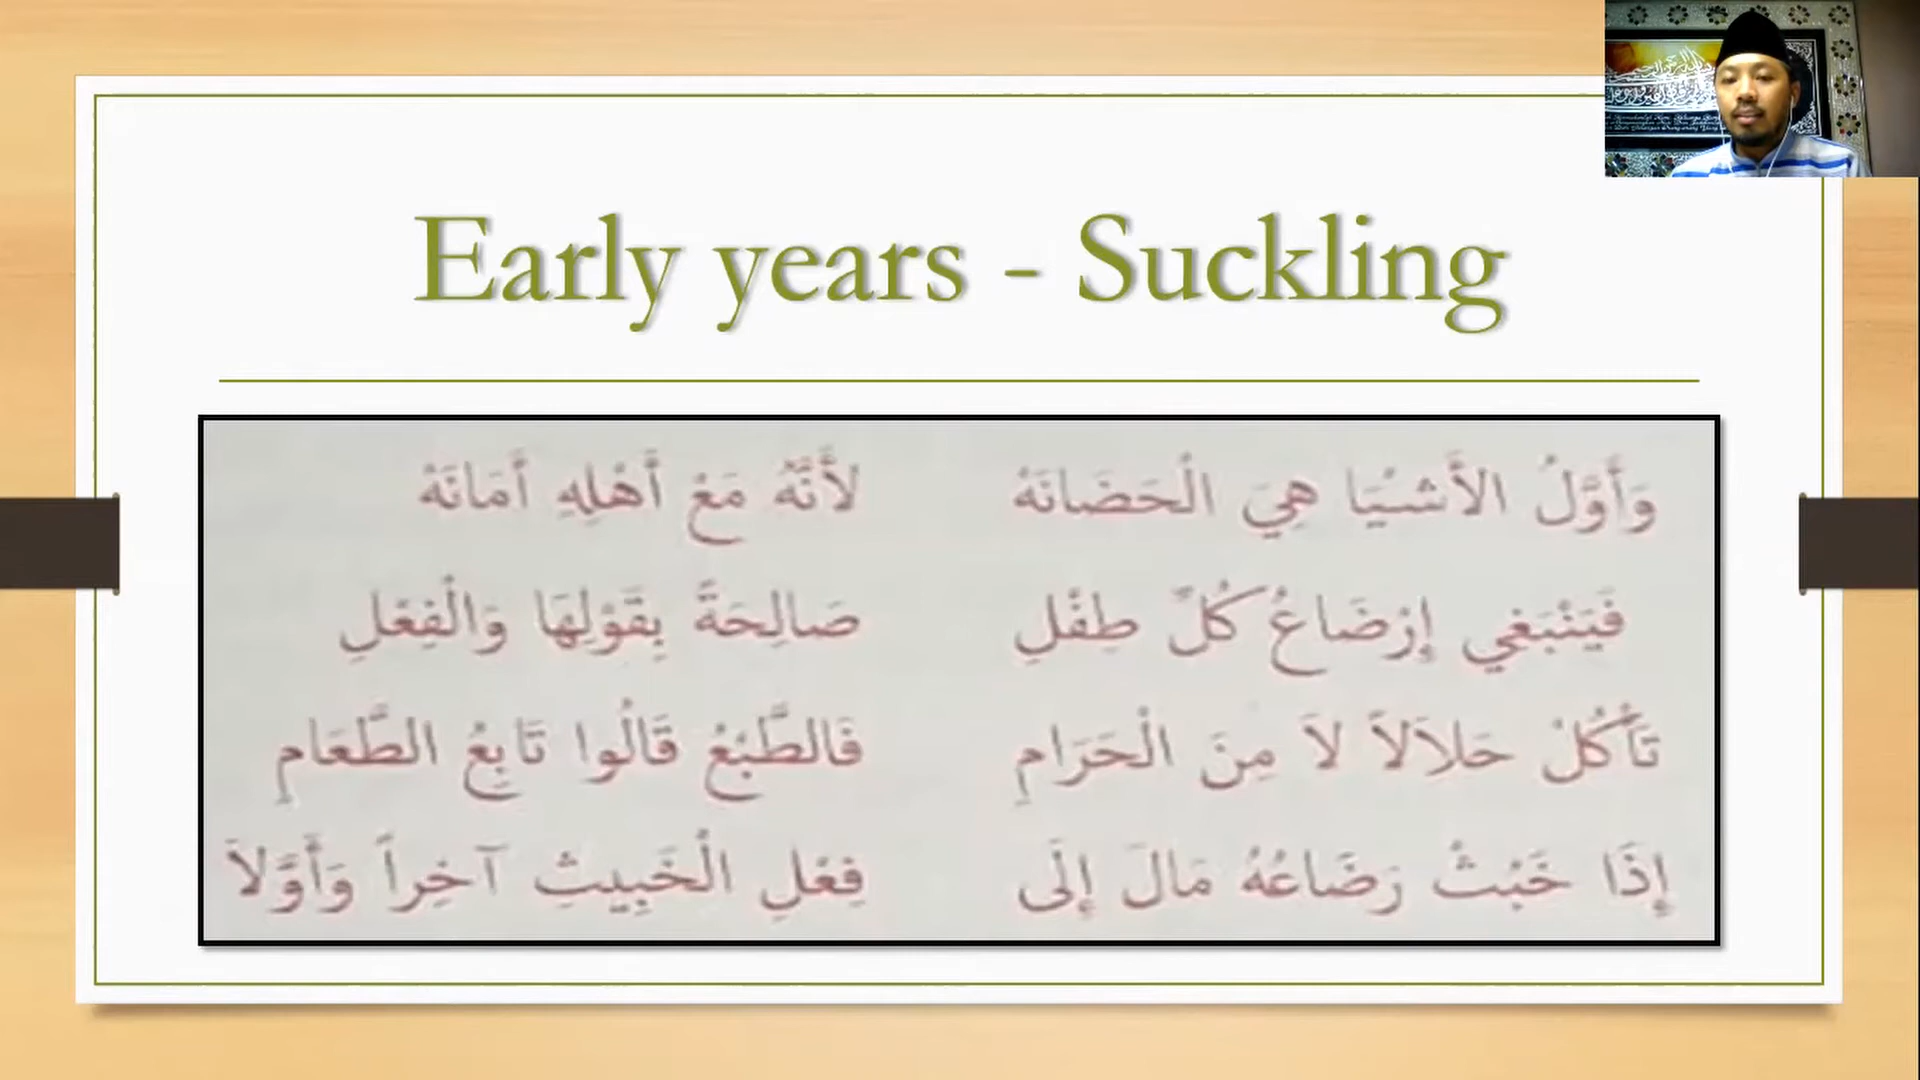 Early years - Suckling
وَأَوَّلُ الأَشْيَا هِيَ الْحَضَانَهْ لأَنَّهُ مَعْ أَهْلِهِ أَمَانَهْ
فَيَنْبَغِي إِرْضَاعُ كُلِّ طِفْلِ صَالِحَةً بِقَوْلِهَا وَالْفِعْلِ
تَأْكُلُ حَلاَلاً لاَ مِنَ الْحَرَامِ فَالطَّبْعُ قَالُوا تَابِعُ الطَّعَامِ
إِذَا خَبُثْ رَضَاعُهُ مَالَ إِلَى فِعْلِ الْخَبِيثِ آخِراً وَأَوَّلاَ